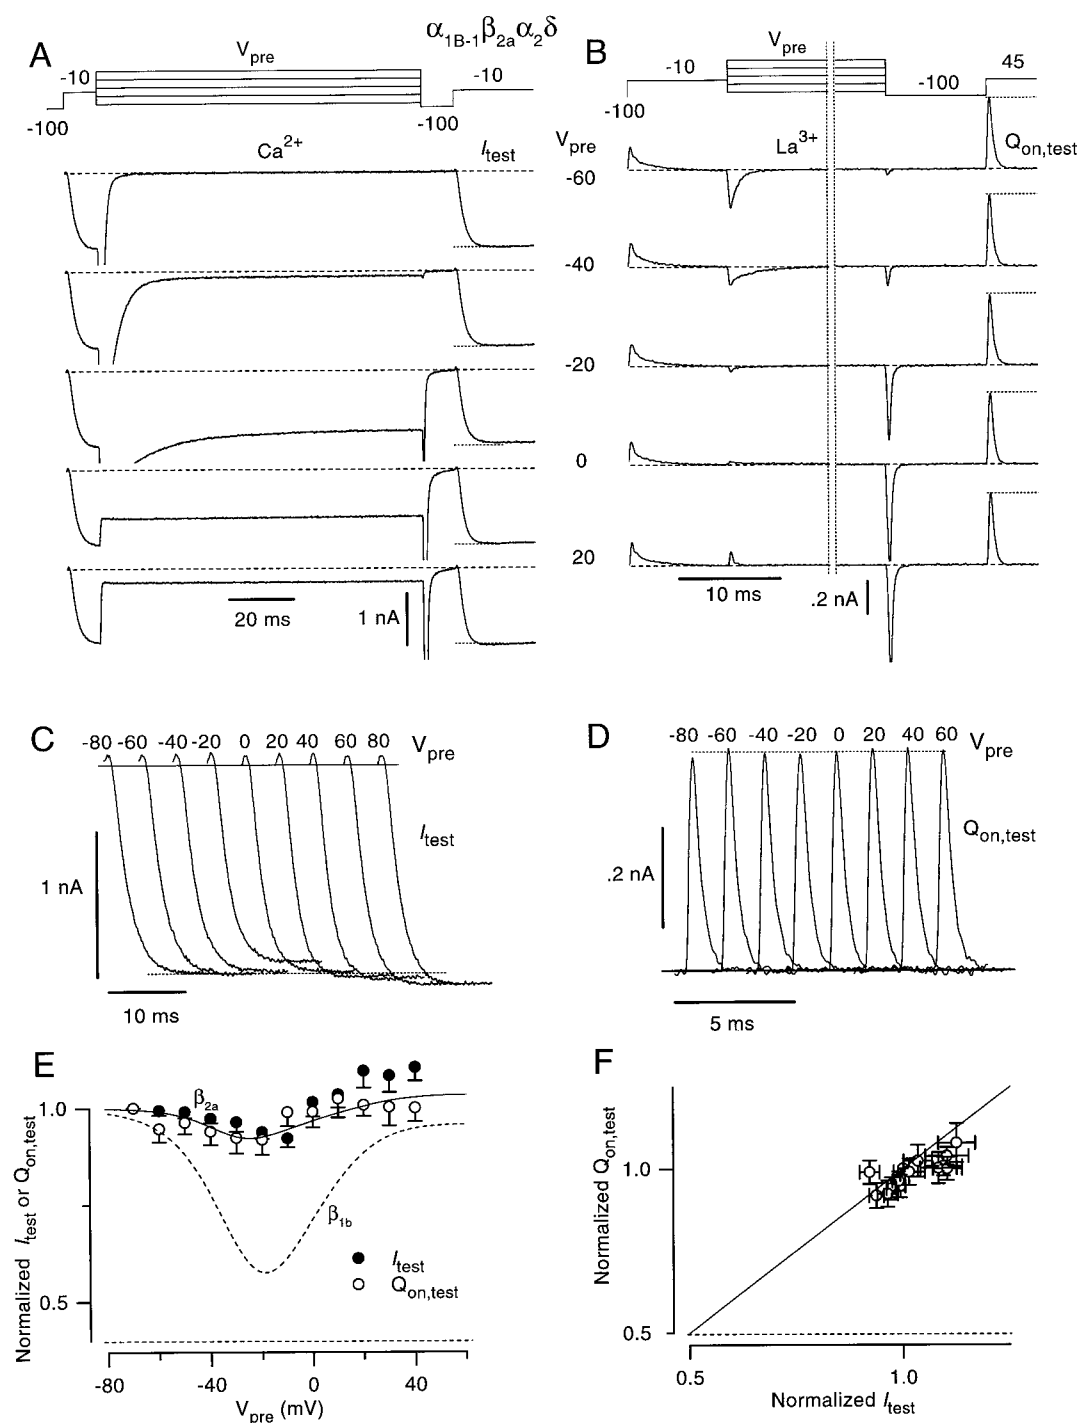 α1B-1β2aα2δ
A
Vpre
-10
-10
-100
-100
Ca2+
Itest
B
Vpre
-10
-100
45
-100
Vpre
La3+
Qon,test
-60
-40
-20
0
20
20 ms
1 nA
10 ms
.2 nA
C
-80 -60 -40 -20 0 20 40 60 80 Vpre
Itest
1 nA
10 ms
D
-80 -60 -40 -20 0 20 40 60 Vpre
Qon,test
.2 nA
5 ms
E
Normalized Itest or Qon,test
1.0
0.5
β2a
β1b
Itest
Qon,test
-80 -40 0 40
Vpre (mV)
F
Normalized Qon,test
1.0
0.5
0.5 1.0
Normalized Itest